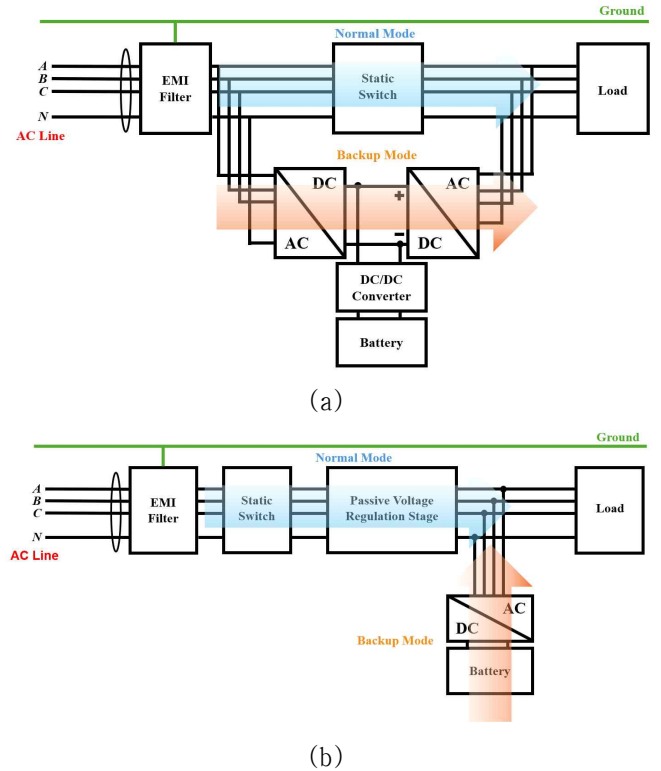 Ground
Normal Mode
A
B
C
N
AC Line
EMI
Filter
Static
Switch
Load
Backup Mode
DC
AC
+
−
AC
DC
DC/DC
Converter
Battery
(a)
Ground
Normal Mode
A
B
C
N
AC Line
EMI
Filter
Static
Switch
Passive Voltage
Regulation Stage
Load
AC
DC
Backup Mode
Battery
(b)